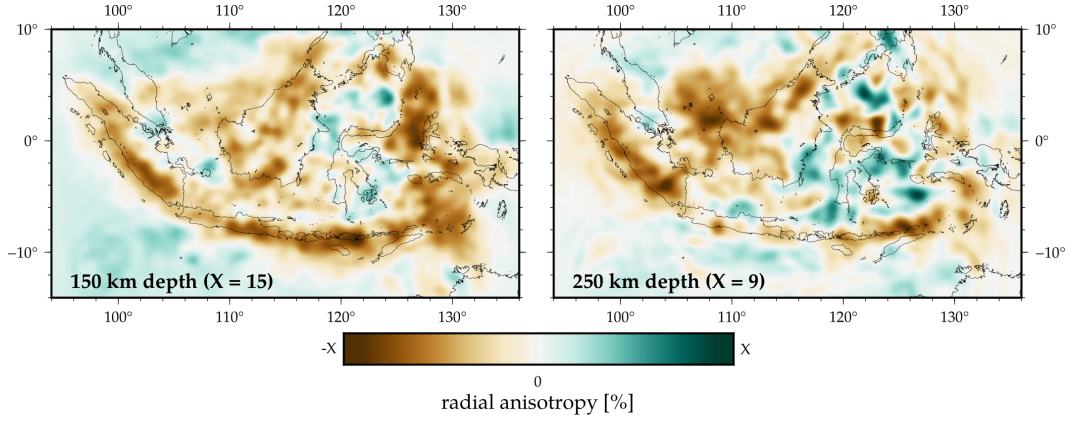 100° 110° 120° 130° 100° 110° 120° 130°
10° 10°
0° 0°
−10° −10°
150 km depth (X = 15) 250 km depth (X = 9)
100° 110° 120° 130° 100° 110° 120° 130°
-X X
0
radial anisotropy [%]